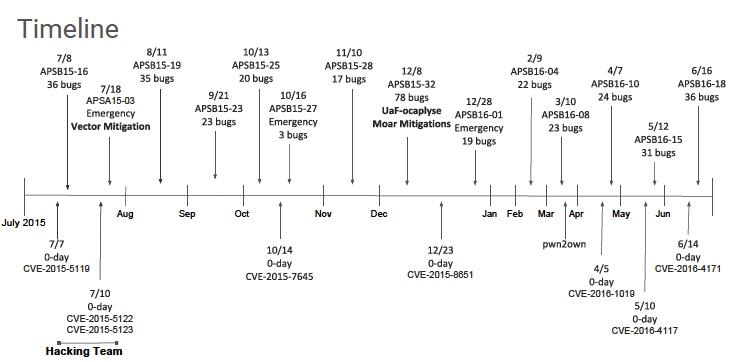 Timeline
7/8
APSB15-16
36 bugs
7/18
APSA15-03
Emergency
Vector Mitigation
8/11
APSB15-19
35 bugs
9/21
APSB15-23
23 bugs
10/13
APSB15-25
20 bugs
10/16
APSB15-27
Emergency
3 bugs
11/10
APSB15-28
17 bugs
12/8
APSB15-32
78 bugs
UaF-ocaplyse
Moar Mitigations
12/28
APSB16-01
Emergency
19 bugs
2/9
APSB16-04
22 bugs
3/10
APSB16-08
23 bugs
4/7
APSB16-10
24 bugs
5/12
APSB16-15
31 bugs
6/16
APSB16-18
36 bugs
July 2015
Aug
Sep
Oct
Nov
Dec
Jan
Feb
Mar
Apr
May
Jun
7/7
0-day
CVE-2015-5119
7/10
0-day
CVE-2015-5122
CVE-2015-5123
Hacking Team
10/14
CVE-2015-7645
12/23
CVE-2015-8651
pwn2own
4/5
0-day
CVE-2016-1019
5/10
0-day
CVE-2016-4117
6/14
0-day
CVE-2016-4171